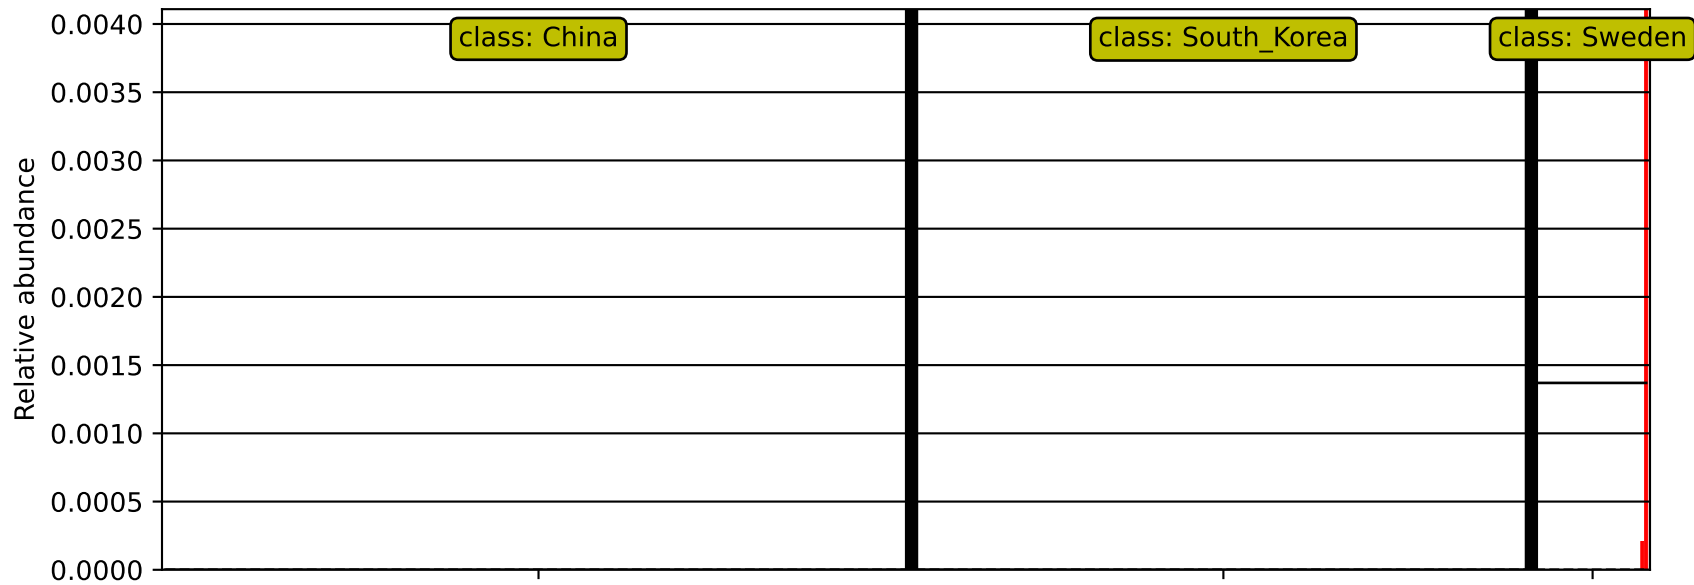 0.0040
class: China
class: South_Korea
class: Sweden
0.0035
0.0030
0.0025
0.0020
0.0015
0.0010
0.0005
0.0000
Relative abundance